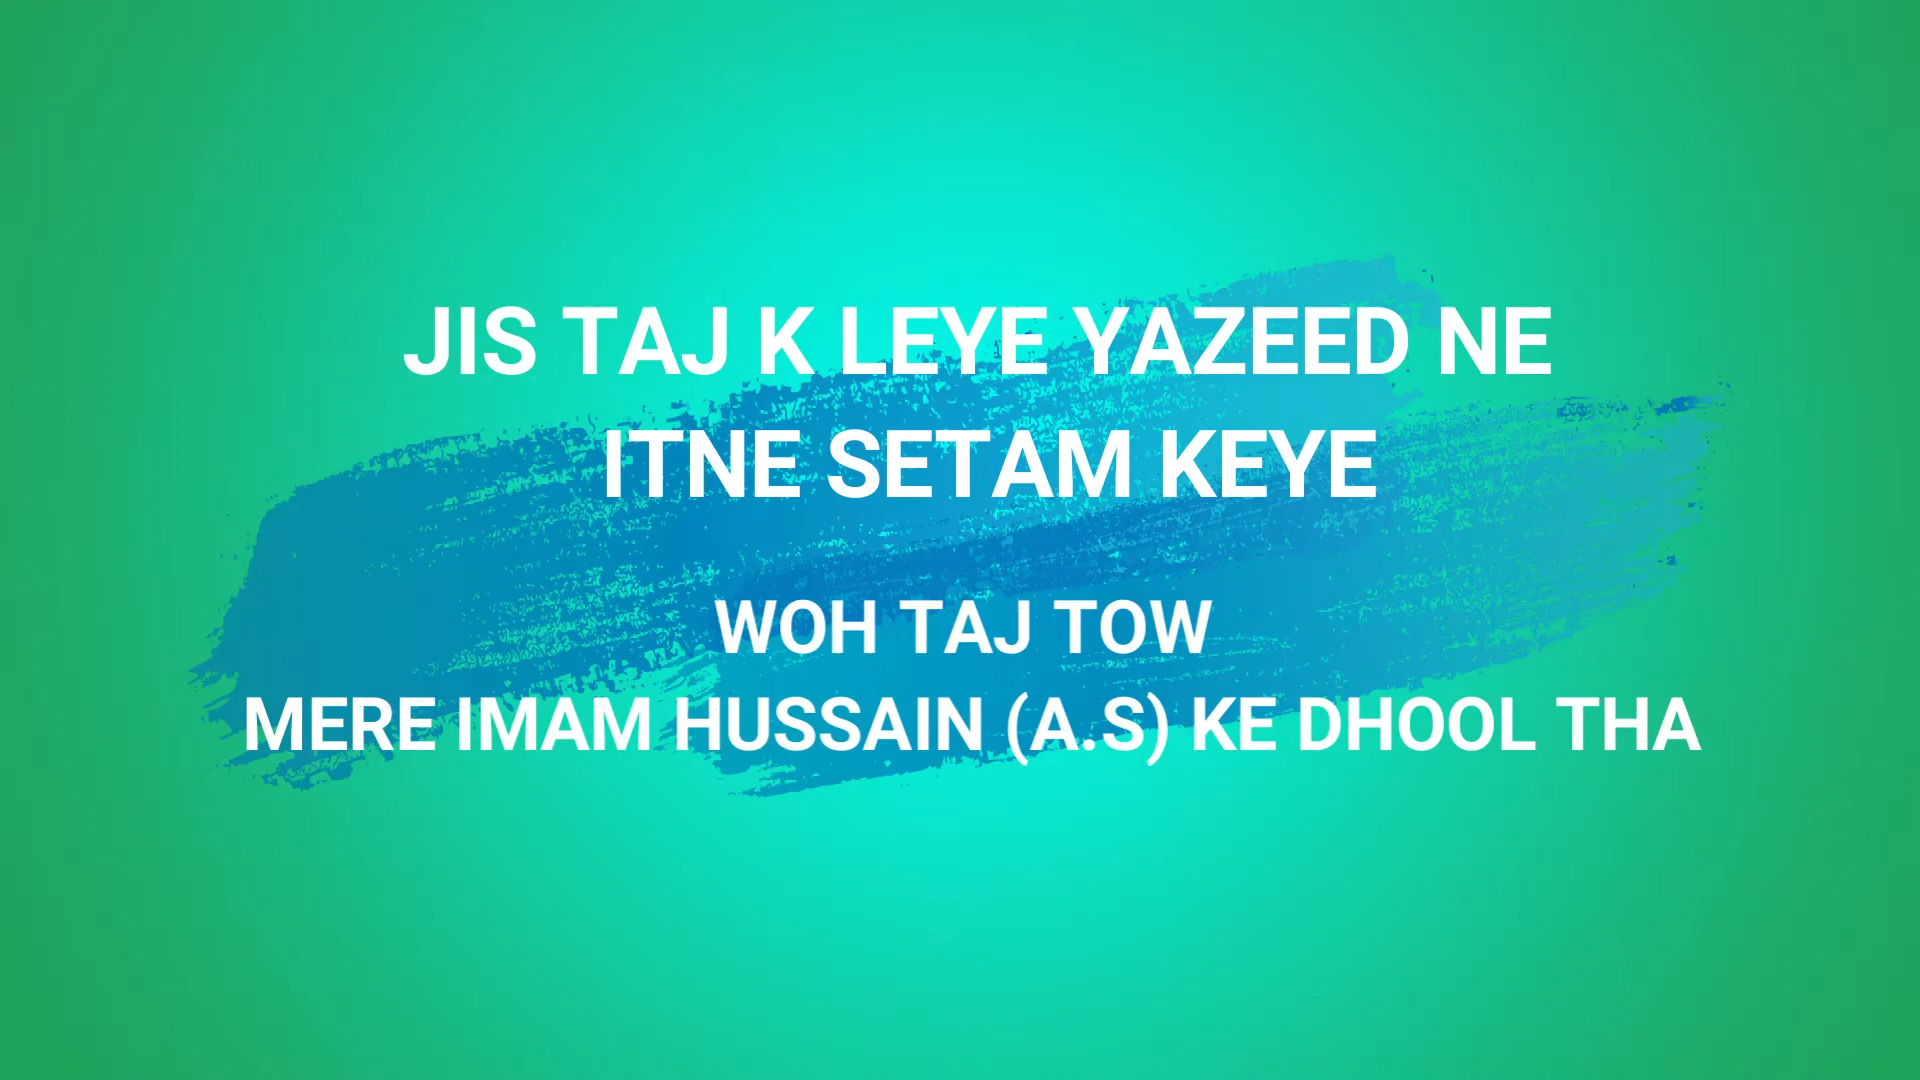 JIS TAJ K LEYE YAZEED NE
ITNE SETAM KEYE
WOH TAJ TOW
MERE IMAM HUSSAIN (A.S) KE DHOOL THA